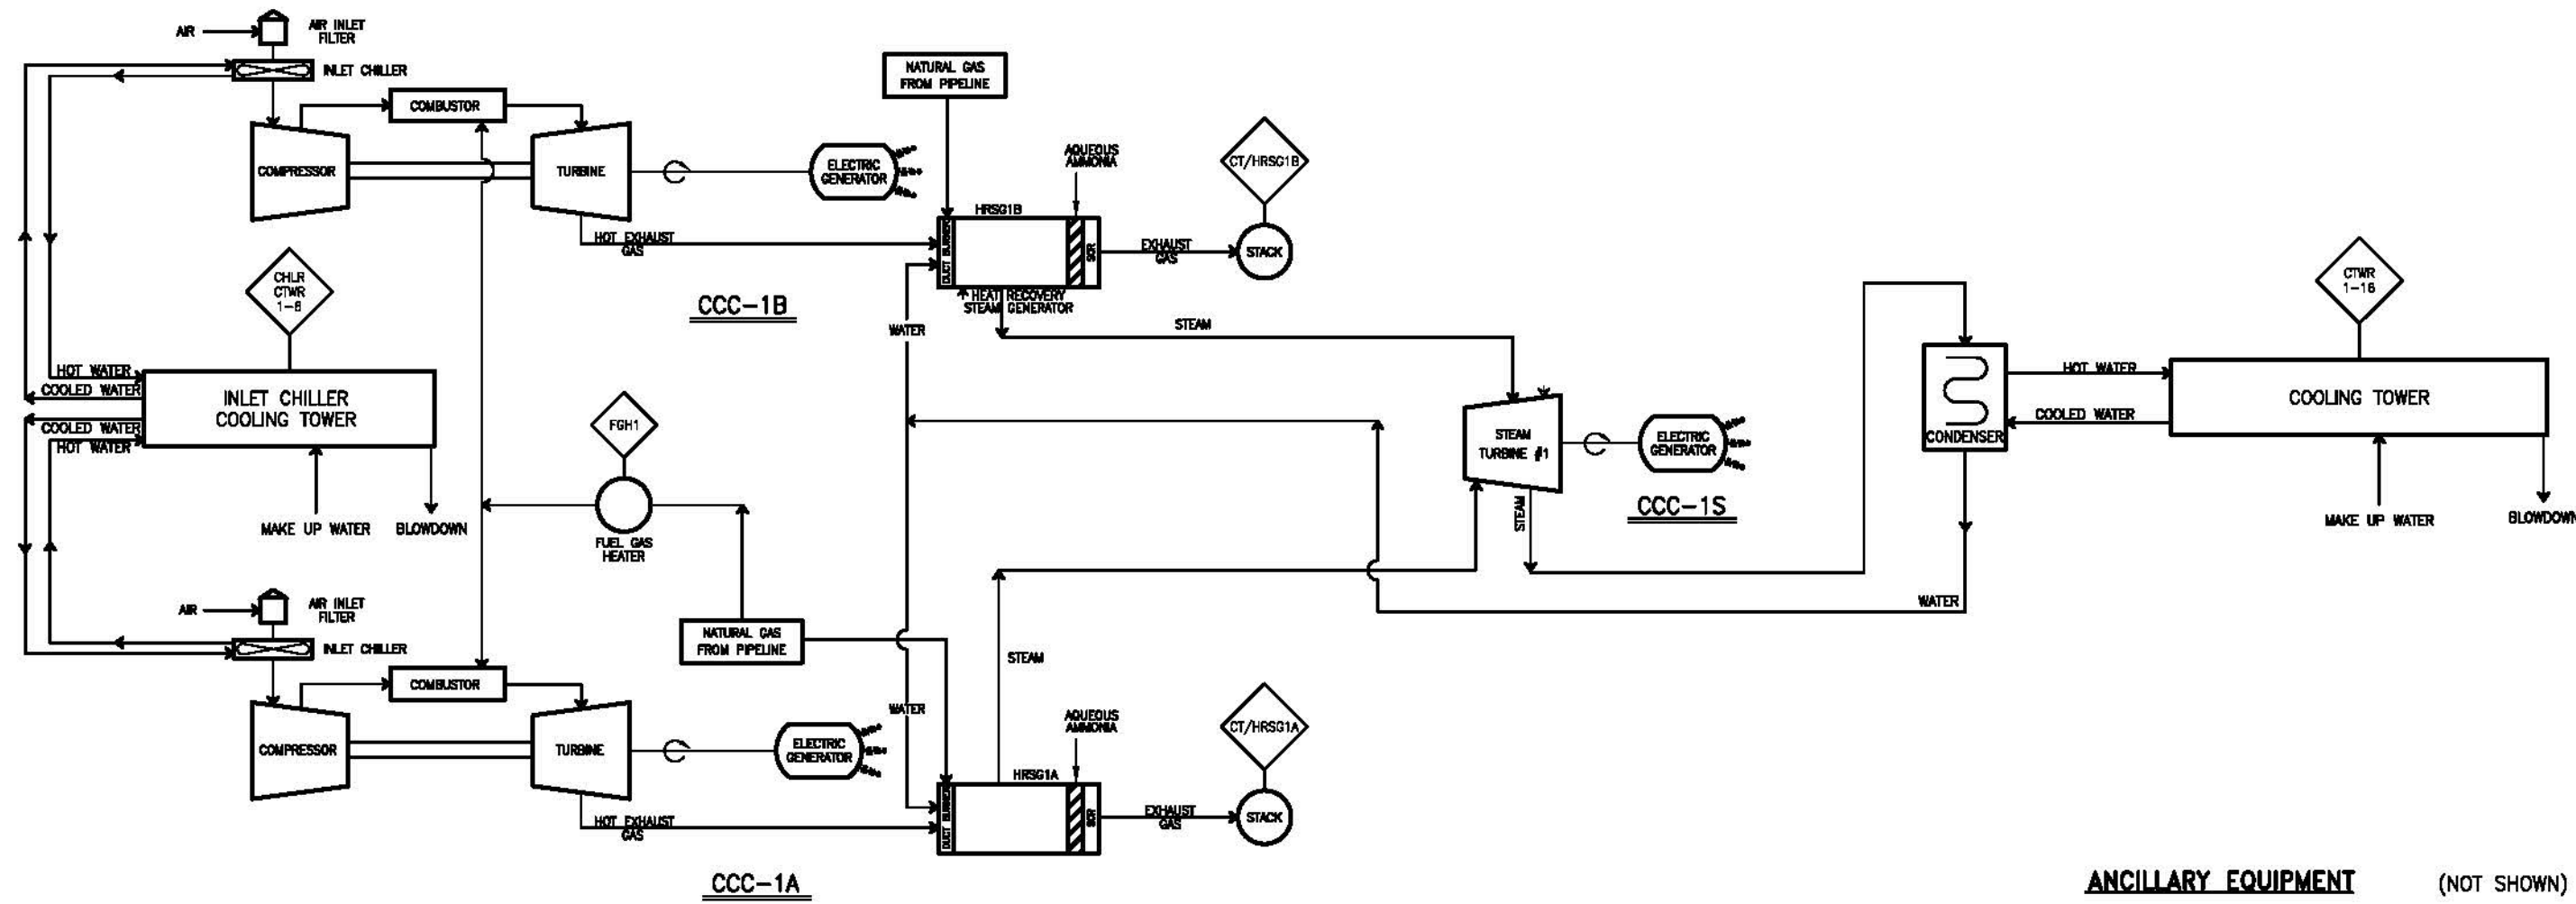 AIR
AIR INLET
FILTER
INLET CHILLER
COMBUSTOR
COMPRESSOR
TURBINE
ELECTRIC
GENERATOR
HOT EXHAUST
GAS
CCC-1B
NATURAL GAS
FROM PIPELINE
AQUEOUS
AMMONIA
HRSG1B
DUCT BURNER
SCR
HEAT RECOVERY
STEAM GENERATOR
EXHAUST
GAS
CT/HRSG1B
STACK
WATER
STEAM
CHLR
CTWR
1-6
HOT WATER
COOLED WATER
COOLED WATER
HOT WATER
INLET CHILLER
COOLING TOWER
MAKE UP WATER
BLOWDOWN
FGH1
FUEL GAS
HEATER
STEAM
TURBINE #1
ELECTRIC
GENERATOR
CCC-1S
STEAM
CONDENSER
HOT WATER
COOLED WATER
WATER
CTWR
1-16
COOLING TOWER
MAKE UP WATER
BLOWDOWN
AIR
AIR INLET
FILTER
INLET CHILLER
COMBUSTOR
COMPRESSOR
TURBINE
ELECTRIC
GENERATOR
HOT EXHAUST
GAS
CCC-1A
NATURAL GAS
FROM PIPELINE
WATER
STEAM
AQUEOUS
AMMONIA
HRSG1A
DUCT BURNER
SCR
EXHAUST
GAS
CT/HRSG1A
STACK
ANCILLARY EQUIPMENT (NOT SHOWN)